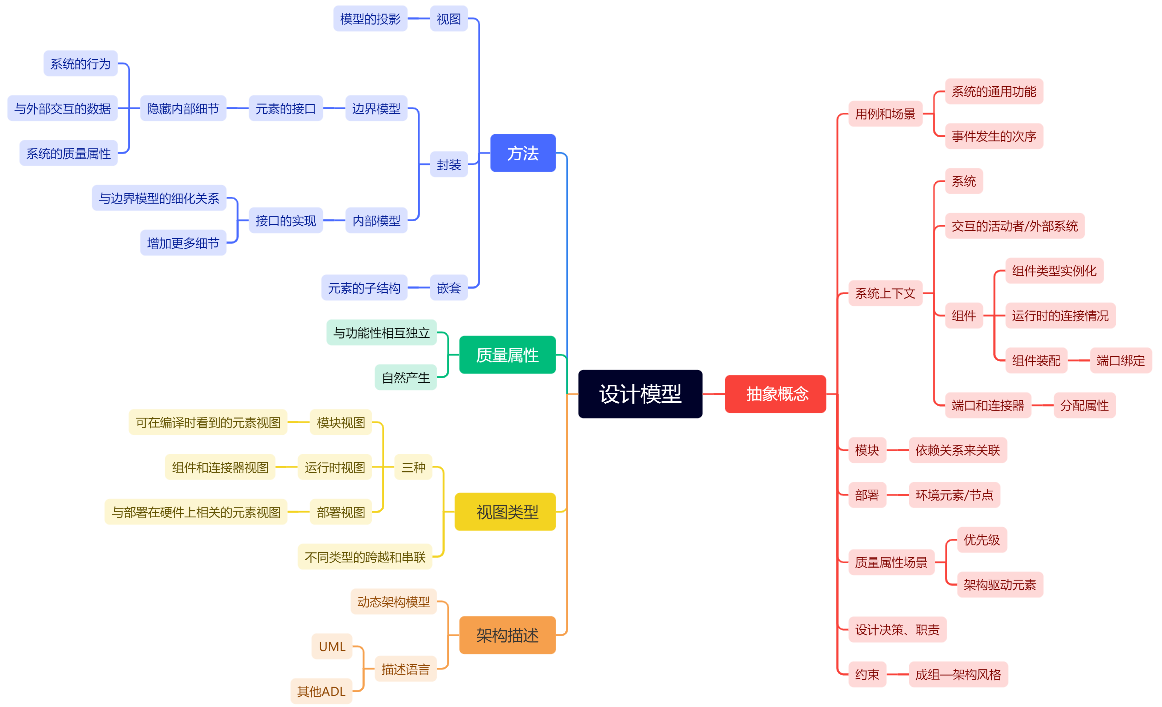 设计模型
方法
视图
模型的投影
封装
边界模型
元素的接口
隐藏内部细节
系统的行为
与外部交互的数据
系统的质量属性
内部模型
接口的实现
与边界模型的细化关系
增加更多细节
嵌套
元素的子结构
质量属性
与功能性相互独立
自然产生
视图类型
三种
模块视图
可在编译时看到的元素视图
运行时视图
组件和连接器视图
部署视图
与部署在硬件上相关的元素视图
不同类型的跨越和串联
架构描述
动态架构模型
描述语言
UML
其他ADL
抽象概念
用例和场景
系统的通用功能
事件发生的次序
系统上下文
系统
交互的活动者/外部系统
组件
组件类型实例化
运行时的连接情况
组件装配
端口绑定
端口和连接器
分配属性
模块
依赖关系来关联
部署
环境元素/节点
质量属性场景
优先级
架构驱动元素
设计决策、职责
约束
成组—架构风格